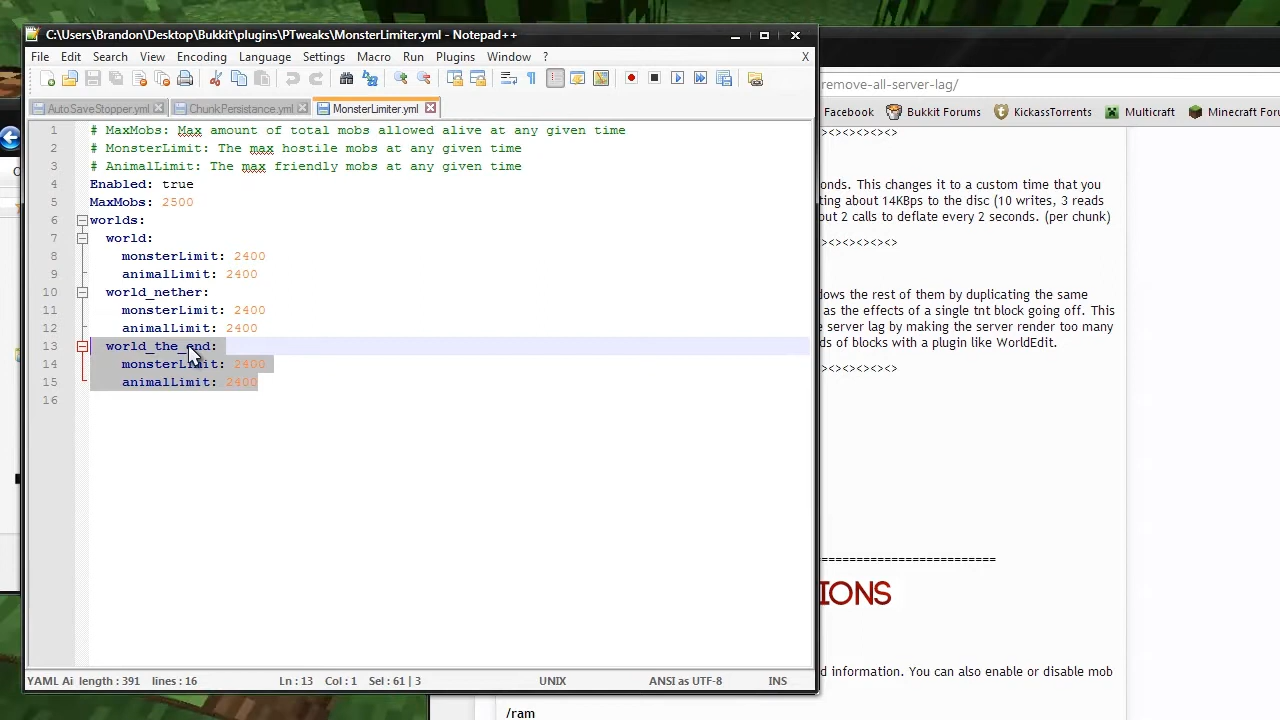 C:\Users\Brandon\Desktop\Bukkit\plugins\PTweaks\MonsterLimiter.yml - Notepad++
File Edit Search View Encoding Language Settings Macro Run Plugins Window ? X
AutoSaveStopper.yml ChunkPersistance.yml MonsterLimiter.yml
1 # MaxMobs: Max amount of total mobs allowed alive at any given time
2 # MonsterLimit: The max hostile mobs at any given time
3 # AnimalLimit: The max friendly mobs at any given time
4 Enabled: true
5 MaxMobs: 2500
6 worlds:
7 world:
8 monsterLimit: 2400
9 animalLimit: 2400
10 world_nether:
11 monsterLimit: 2400
12 animalLimit: 2400
13 world_the_end:
14 monsterLimit: 2400
15 animalLimit: 2400
16
YAML Ai length : 391 lines : 16 Ln : 13 Col : 1 Sel : 61 | 3 UNIX ANSI as UTF-8 INS
remove-all-server-lag/
Facebook Bukkit Forums KickassTorrents Multicraft Minecraft Forum
><><><><><>
onds. This changes it to a custom time that you
ting about 14KBps to the disc (10 writes, 3 reads
out 2 calls to deflate every 2 seconds. (per chunk)
><><><><><>
dows the rest of them by duplicating the same
as the effects of a single tnt block going off. This
e server lag by making the server render too many
ds of blocks with a plugin like WorldEdit.
><><><><><>
==========================
IONS
d information. You can also enable or disable mob
/ram